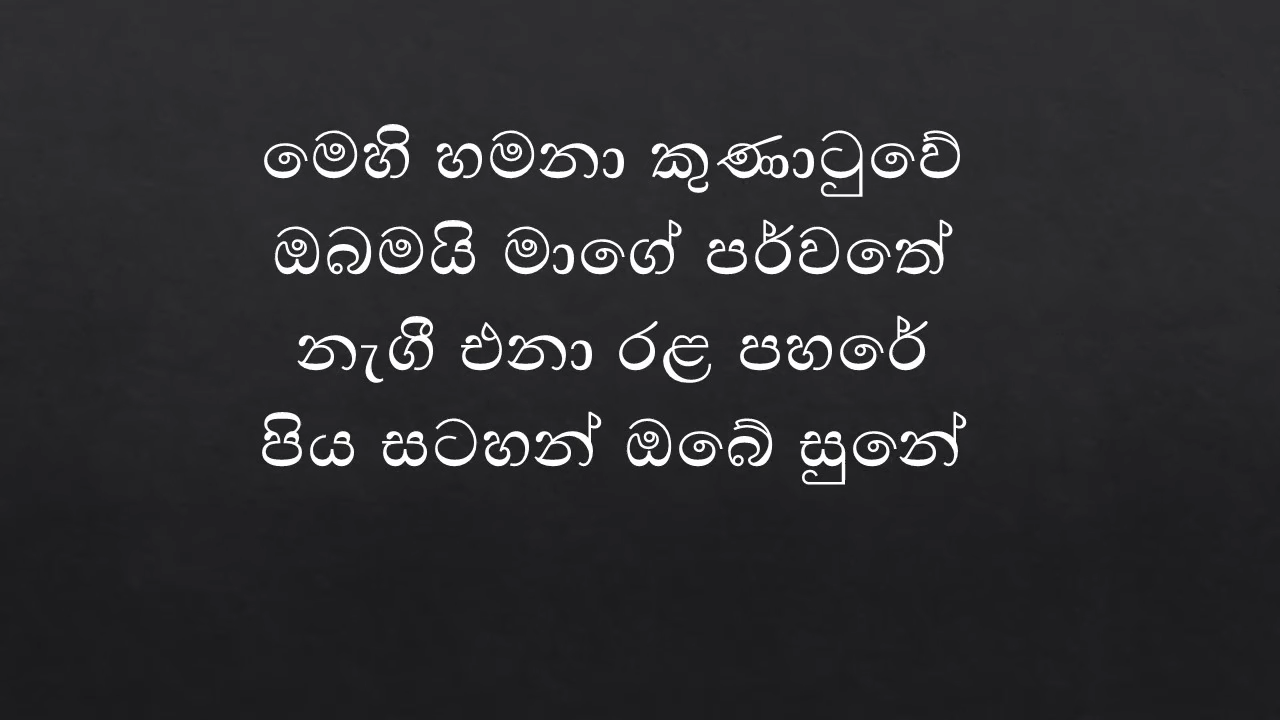 මෙහි හමනා කුණාටුවේ
ඔබමයි මාගේ පර්වතේ
නැගී එනා රළ පහරේ
පිය සටහන් ඔබේ සුනේ